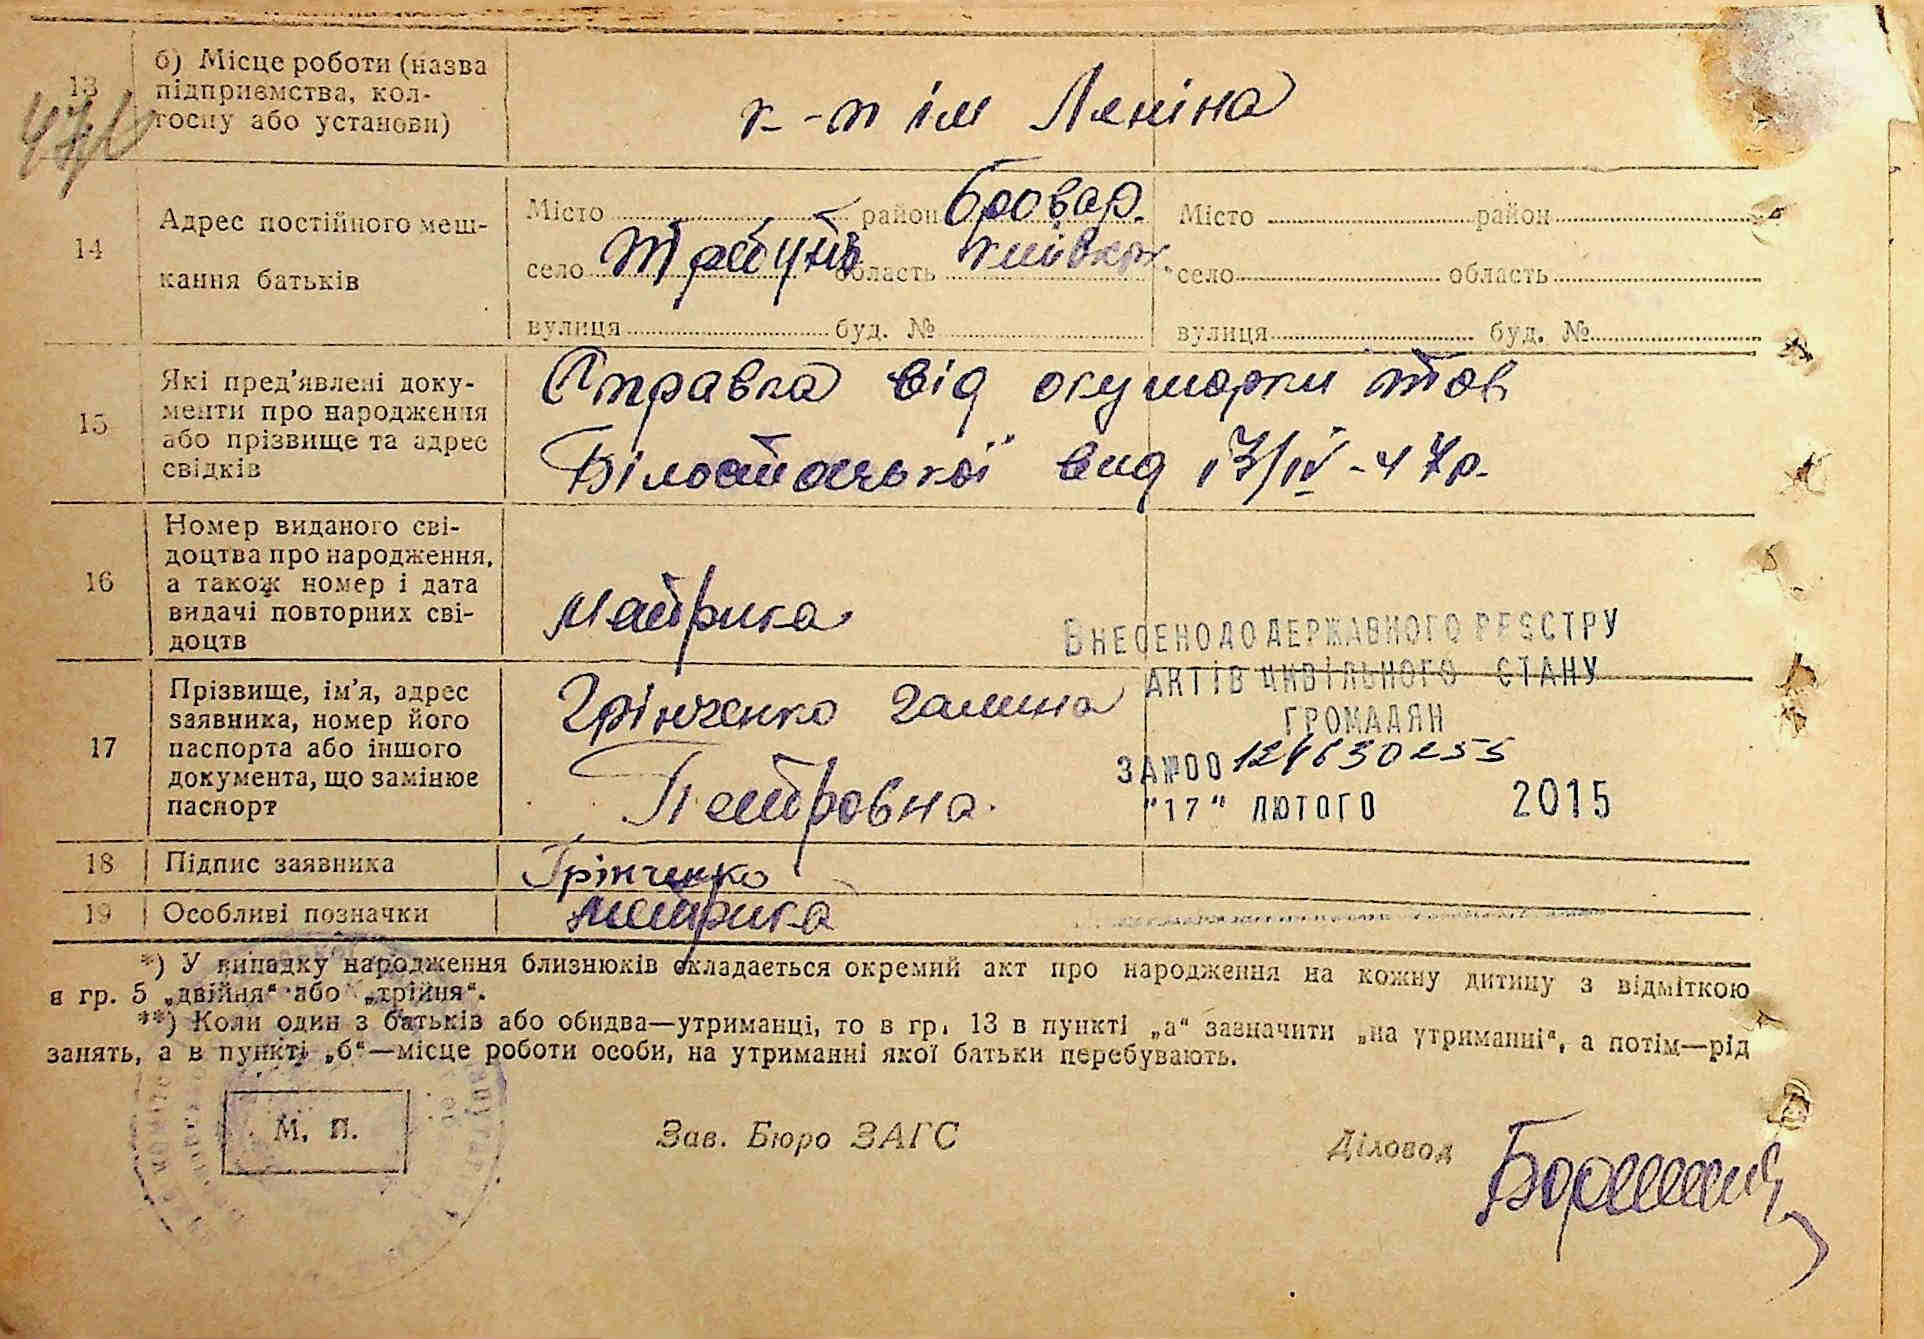 13 б) Місце роботи (назва
підприємства, кол-
госпу або установи)
к-п ім Леніна
14 Адрес постійного меш-
кання батьків
Місто район Бровар. Місто район
село Требухів область Київськ. село область
вулиця буд. № вулиця буд. №
15 Які пред'явлені доку-
менти про народження
або прізвище та адрес
свідків
Справка від окушорки тов
Білостоцької вид 17/IV-47р.
16 Номер виданого сві-
доцтва про народження,
а також номер і дата
видачі повторних сві-
доцтв
Метрика
ВНЕСЕНО ДО ДЕРЖАВНОГО РЕЄСТРУ
АКТІВ ЦИВІЛЬНОГО СТАНУ
ГРОМАДЯН
ЗА №00124630255
"17" ЛЮТОГО 2015
17 Прізвище, ім'я, адрес
заявника, номер його
паспорта або іншого
документа, що замінює
паспорт
Грінченко Галина
Петровна.
18 Підпис заявника Грінченко
19 Особливі позначки метрика
*) У випадку народження близнюків складається окремий акт про народження на кожну дитину з відміткою
в гр. 5 „двійня" або „трійня".
**) Коли один з батьків або обидва—утриманці, то в гр. 13 в пункті „а" зазначити „на утриманні", а потім—рід
занять, а в пункті „б"—місце роботи особи, на утриманні якої батьки перебувають.
М. П.
Зав. Бюро ЗАГС Діловод